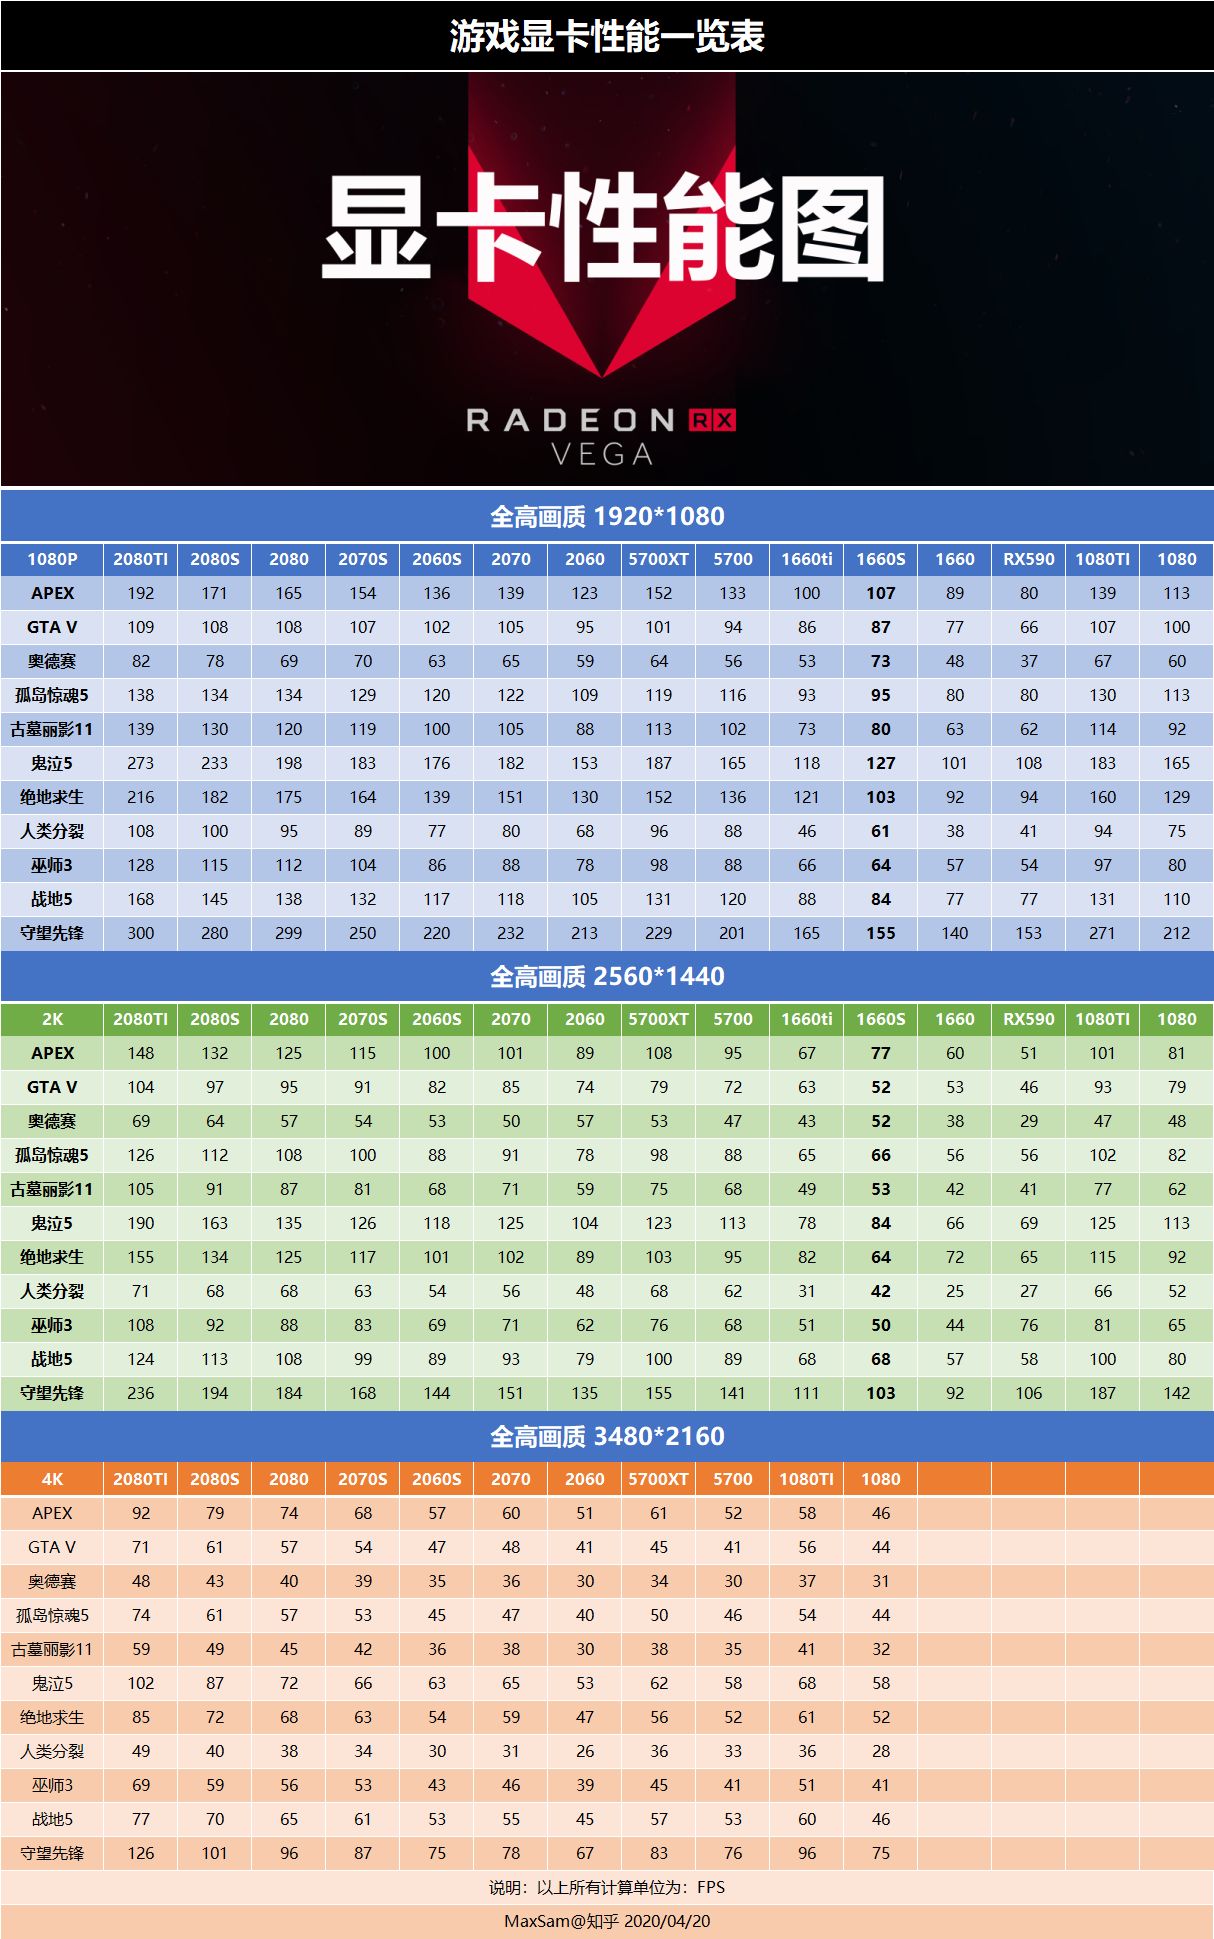 游戏显卡性能一览表
显卡性能图
RADEON RX
VEGA
全高画质 1920*1080
1080P 2080TI 2080S 2080 2070S 2060S 2070 2060 5700XT 5700 1660ti 1660S 1660 RX590 1080TI 1080
APEX 192 171 165 154 136 139 123 152 133 100 107 89 80 139 113
GTA V 109 108 108 107 102 105 95 101 94 86 87 77 66 107 100
奥德赛 82 78 69 70 63 65 59 64 56 53 73 48 37 67 60
孤岛惊魂5 138 134 134 129 120 122 109 119 116 93 95 80 80 130 113
古墓丽影11 139 130 120 119 100 105 88 113 102 73 80 63 62 114 92
鬼泣5 273 233 198 183 176 182 153 187 165 118 127 101 108 183 165
绝地求生 216 182 175 164 139 151 130 152 136 121 103 92 94 160 129
人类分裂 108 100 95 89 77 80 68 96 88 46 61 38 41 94 75
巫师3 128 115 112 104 86 88 78 98 88 66 64 57 54 97 80
战地5 168 145 138 132 117 118 105 131 120 88 84 77 77 131 110
守望先锋 300 280 299 250 220 232 213 229 201 165 155 140 153 271 212
全高画质 2560*1440
2K 2080TI 2080S 2080 2070S 2060S 2070 2060 5700XT 5700 1660ti 1660S 1660 RX590 1080TI 1080
APEX 148 132 125 115 100 101 89 108 95 67 77 60 51 101 81
GTA V 104 97 95 91 82 85 74 79 72 63 52 53 46 93 79
奥德赛 69 64 57 54 53 50 57 53 47 43 52 38 29 47 48
孤岛惊魂5 126 112 108 100 88 91 78 98 88 65 66 56 56 102 82
古墓丽影11 105 91 87 81 68 71 59 75 68 49 53 42 41 77 62
鬼泣5 190 163 135 126 118 125 104 123 113 78 84 66 69 125 113
绝地求生 155 134 125 117 101 102 89 103 95 82 64 72 65 115 92
人类分裂 71 68 68 63 54 56 48 68 62 31 42 25 27 66 52
巫师3 108 92 88 83 69 71 62 76 68 51 50 44 76 81 65
战地5 124 113 108 99 89 93 79 100 89 68 68 57 58 100 80
守望先锋 236 194 184 168 144 151 135 155 141 111 103 92 106 187 142
全高画质 3480*2160
4K 2080TI 2080S 2080 2070S 2060S 2070 2060 5700XT 5700 1080TI 1080
APEX 92 79 74 68 57 60 51 61 52 58 46
GTA V 71 61 57 54 47 48 41 45 41 56 44
奥德赛 48 43 40 39 35 36 30 34 30 37 31
孤岛惊魂5 74 61 57 53 45 47 40 50 46 54 44
古墓丽影11 59 49 45 42 36 38 30 38 35 41 32
鬼泣5 102 87 72 66 63 65 53 62 58 68 58
绝地求生 85 72 68 63 54 59 47 56 52 61 52
人类分裂 49 40 38 34 30 31 26 36 33 36 28
巫师3 69 59 56 53 43 46 39 45 41 51 41
战地5 77 70 65 61 53 55 45 57 53 60 46
守望先锋 126 101 96 87 75 78 67 83 76 96 75
说明：以上所有计算单位为：FPS
MaxSam@知乎 2020/04/20